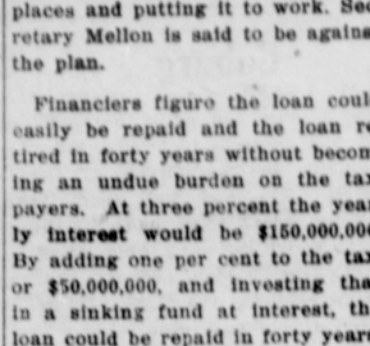 places and putting it to work. Sec
retary Mellon is said to be agains
the plan.
Financiers figure the loan coul
easily be repaid and the loan re
tired in forty years without becom
ing an undue burden on the tax
payers. At three percent the year
ly interest would be $150,000,000
By adding one per cent to the tax
or $50,000,000, and investing tha
in a sinking fund at interest, th
loan could be repaid in forty years